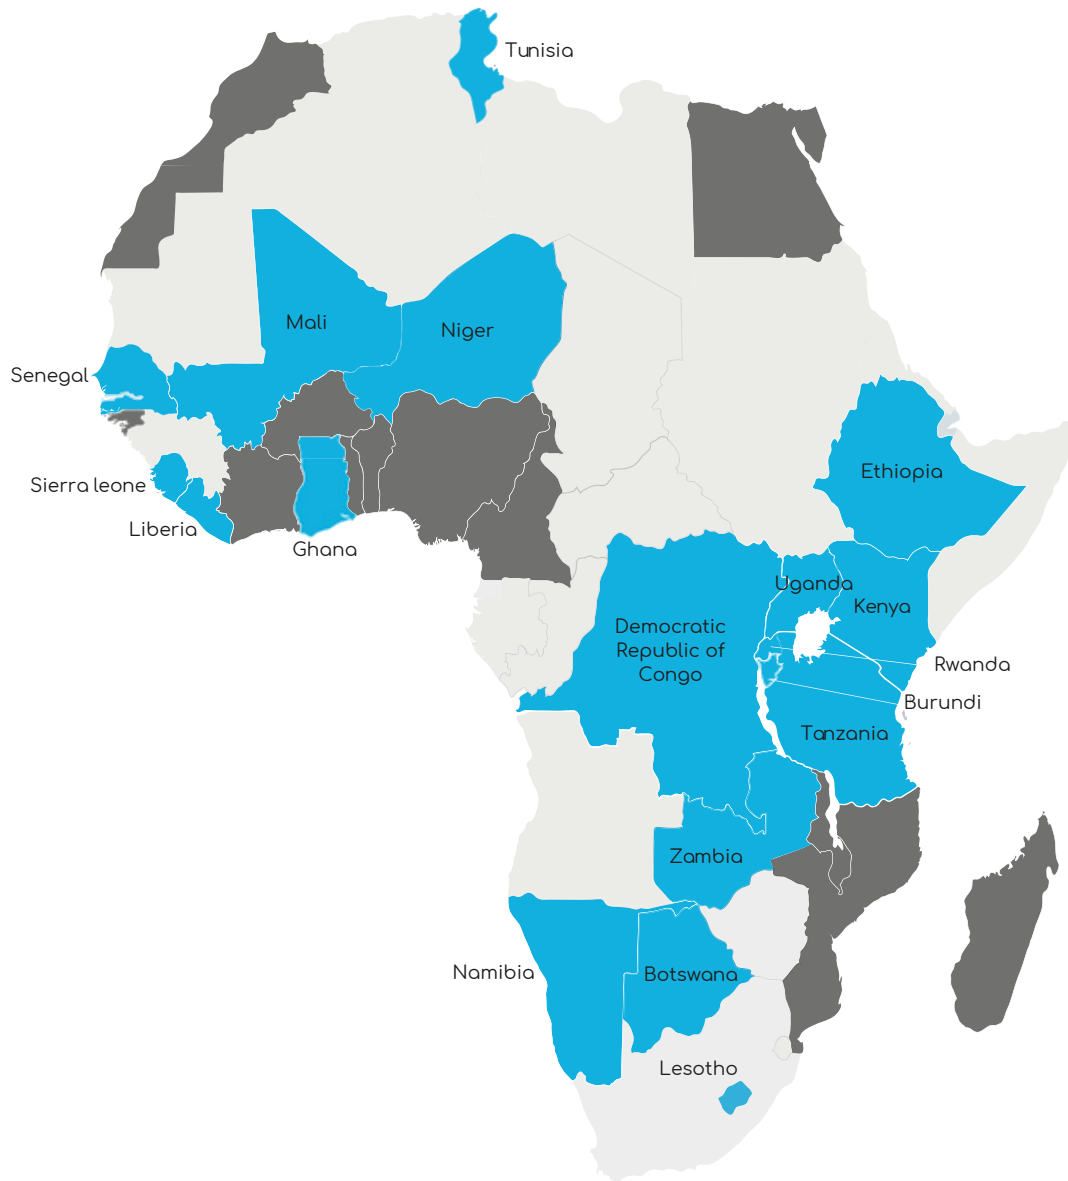 Tunisia
Mali
Niger
Senegal
Ethiopia
Sierra leone
Liberia
Ghana
Uganda
Kenya
Democratic
Republic of
Congo
Rwanda
Burundi
Tanzania
Zambia
Namibia
Botswana
Lesotho